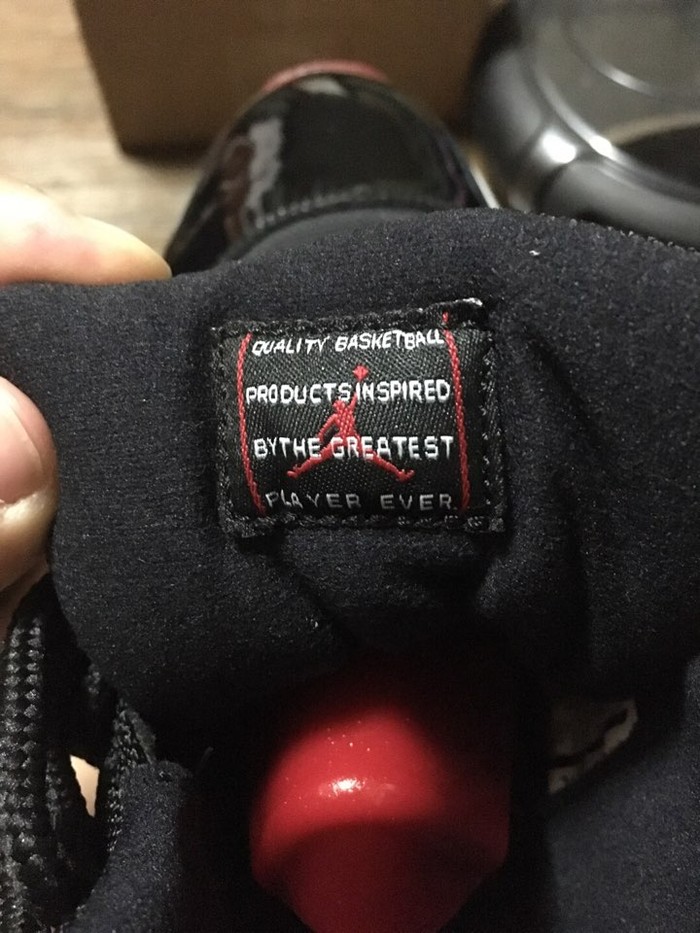 QUALITY BASKETBALL
PRODUCTS INSPIRED
BY THE GREATEST
PLAYER EVER.